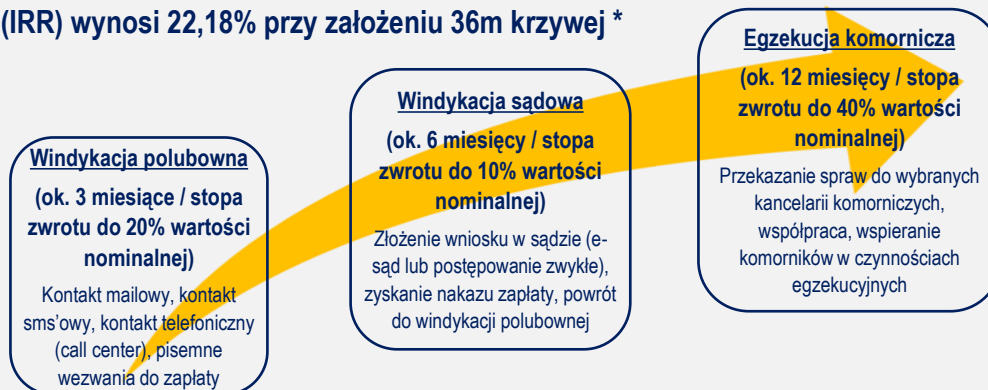 (IRR) wynosi 22,18% przy założeniu 36m krzywej *
Windykacja polubowna
(ok. 3 miesiące / stopa
zwrotu do 20% wartości
nominalnej)
Kontakt mailowy, kontakt
sms'owy, kontakt telefoniczny
(call center), pisemne
wezwania do zapłaty
Windykacja sądowa
(ok. 6 miesięcy / stopa
zwrotu do 10% wartości
nominalnej)
Złożenie wniosku w sądzie (e-
sąd lub postępowanie zwykłe),
zyskanie nakazu zapłaty, powrót
do windykacji polubownej
Egzekucja komornicza
(ok. 12 miesięcy / stopa
zwrotu do 40% wartości
nominalnej)
Przekazanie spraw do wybranych
kancelarii komorniczych,
współpraca, wspieranie
komorników w czynnościach
egzekucyjnych